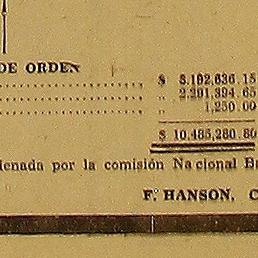 DE ORDEN
$ 8.192,636.15
„ 2.291,394.65
„ 1,250.00
$ 10.485,280.80
denada por la comisión Nacional B
F. HANSON, C